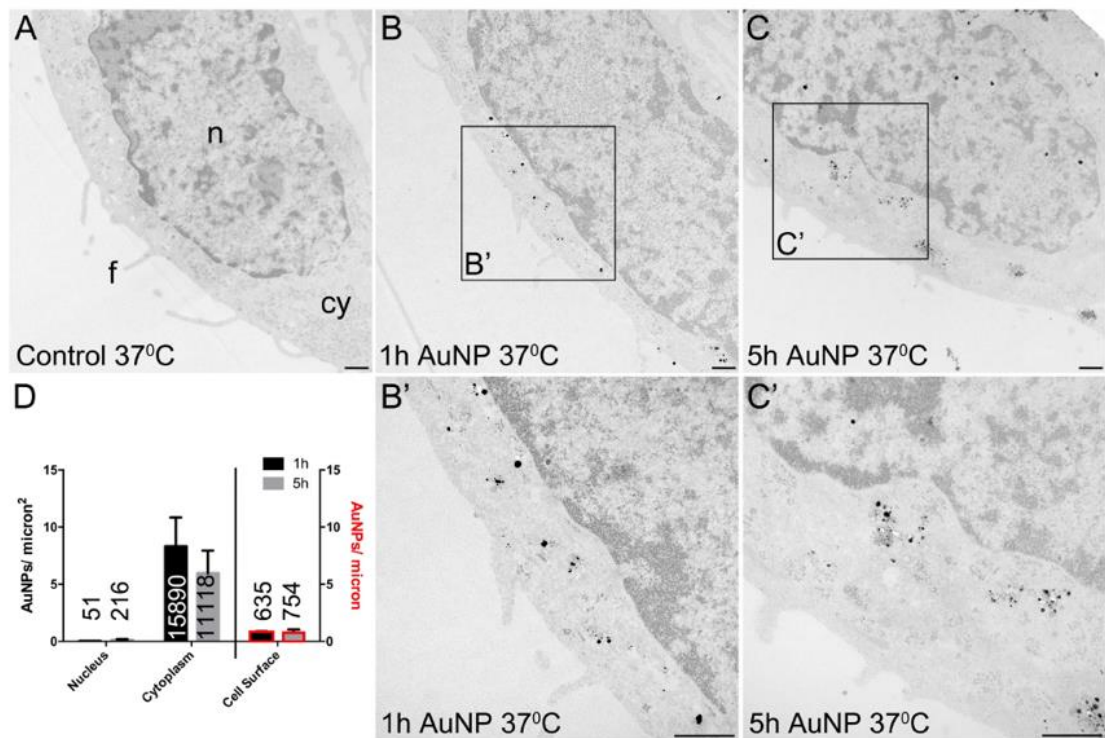 A
n
f
cy
Control 37⁰C
B
B’
1h AuNP 37⁰C
C
C’
5h AuNP 37⁰C
D
1h
5h
AuNPs/ micron²
15
10
5
0
51
216
15890
11118
635
754
15
10
5
0
AuNPs/ micron
Nucleus
Cytoplasm
Cell Surface
B’
1h AuNP 37⁰C
C’
5h AuNP 37⁰C